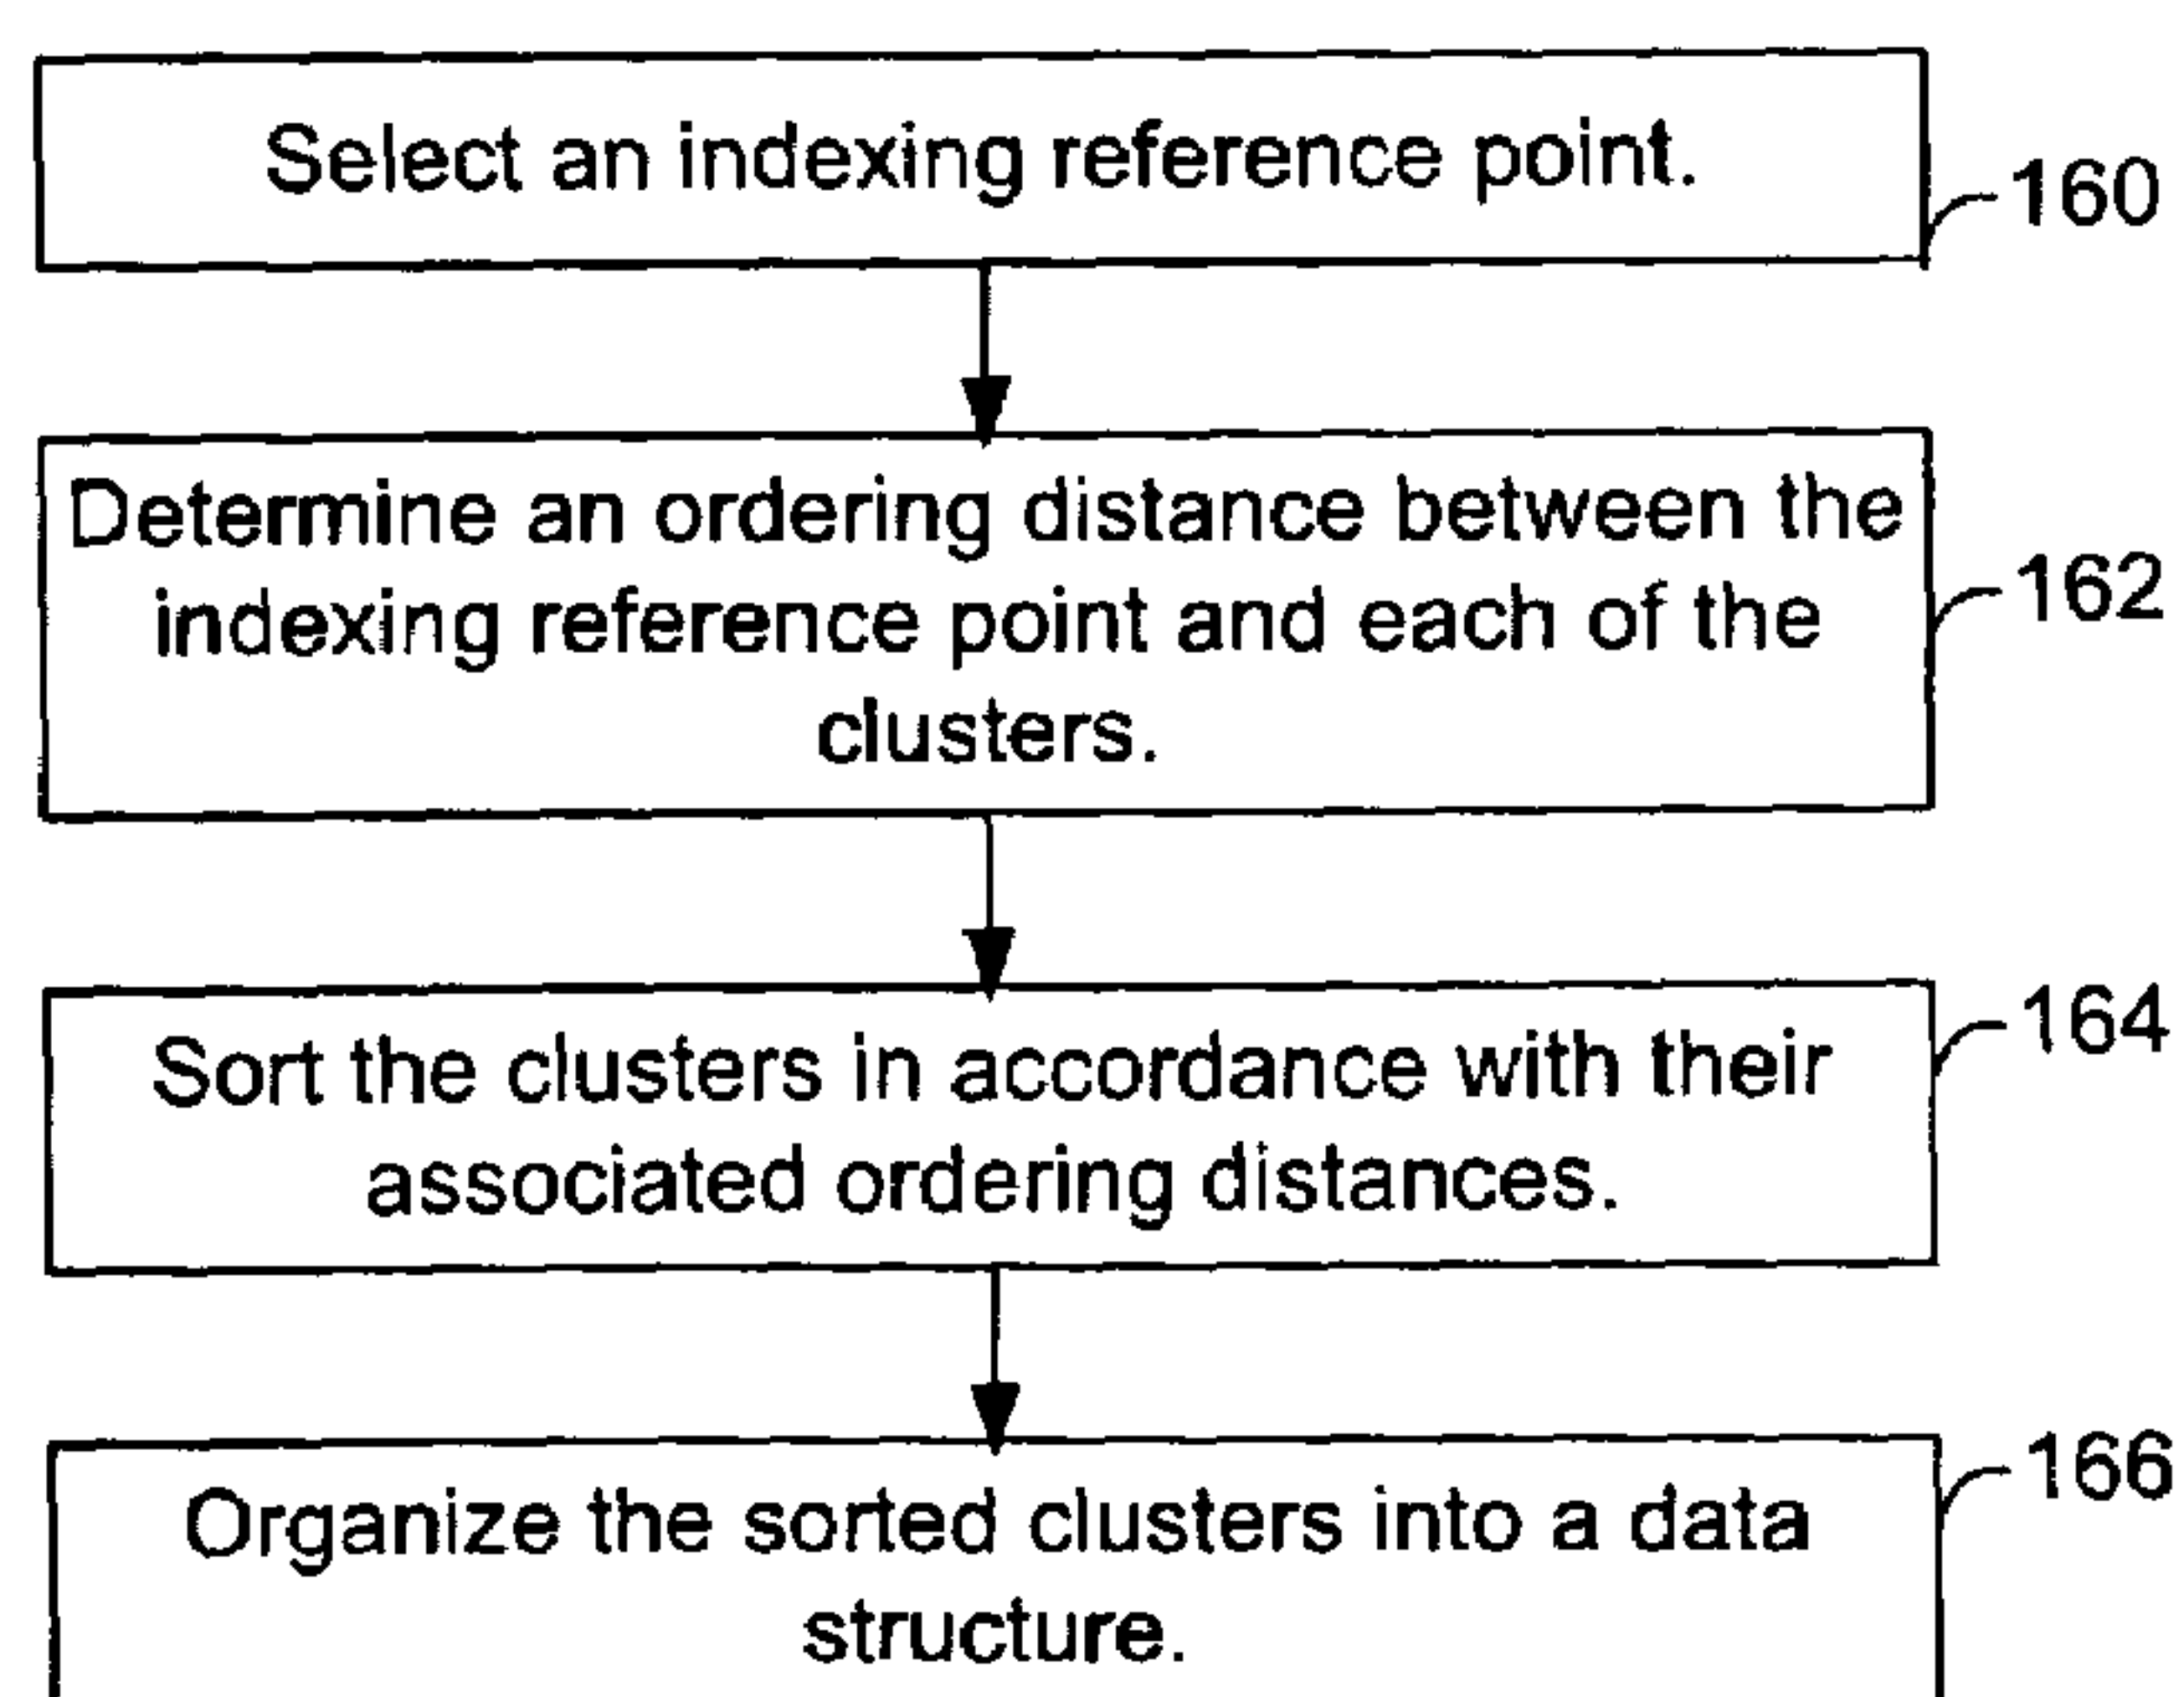 Select an indexing reference point.
160
Determine an ordering distance between the
indexing reference point and each of the
clusters.
162
Sort the clusters in accordance with their
associated ordering distances.
164
Organize the sorted clusters into a data
structure.
166